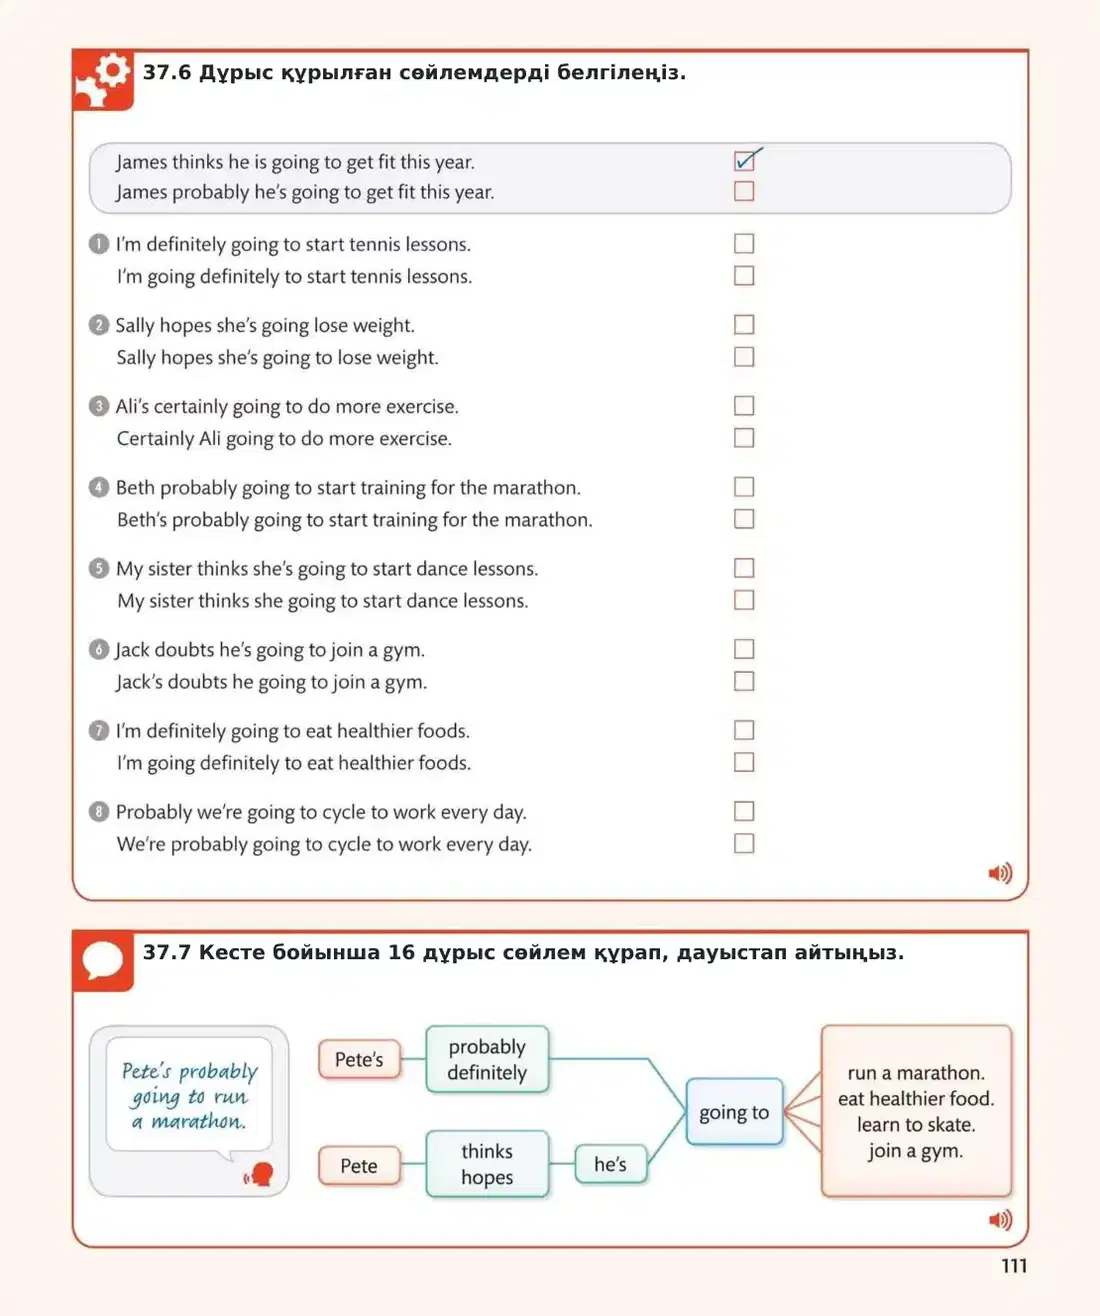 37.6 Дұрыс құрылған сөйлемдерді белгілеңіз.
James thinks he is going to get fit this year.
James probably he's going to get fit this year.
1 I'm definitely going to start tennis lessons.
I'm going definitely to start tennis lessons.
2 Sally hopes she's going lose weight.
Sally hopes she's going to lose weight.
3 Ali's certainly going to do more exercise.
Certainly Ali going to do more exercise.
4 Beth probably going to start training for the marathon.
Beth's probably going to start training for the marathon.
5 My sister thinks she's going to start dance lessons.
My sister thinks she going to start dance lessons.
6 Jack doubts he's going to join a gym.
Jack's doubts he going to join a gym.
7 I'm definitely going to eat healthier foods.
I'm going definitely to eat healthier foods.
8 Probably we're going to cycle to work every day.
We're probably going to cycle to work every day.
37.7 Кесте бойынша 16 дұрыс сөйлем құрап, дауыстап айтыңыз.
Pete's probably
going to run
a marathon.
Pete's
probably
definitely
Pete
thinks
hopes
he's
going to
run a marathon.
eat healthier food.
learn to skate.
join a gym.
111